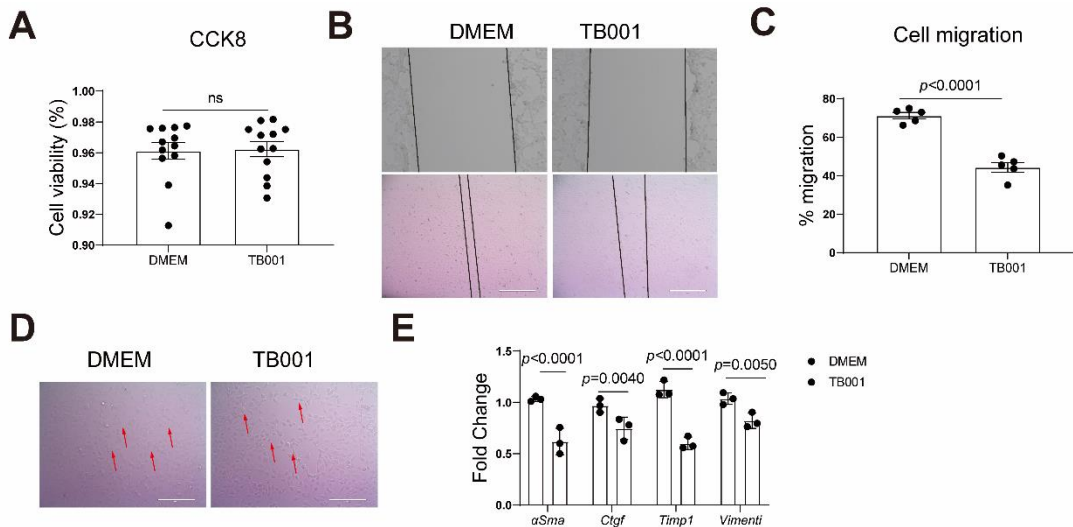 A
CCK8
Cell viability (%)
1.00
0.98
0.96
0.94
0.92
0.90
ns
DMEM
TB001
B
DMEM
TB001
C
Cell migration
% migration
80
60
40
20
0
p<0.0001
DMEM
TB001
D
DMEM
TB001
E
Fold Change
1.5
1.0
0.5
0.0
p<0.0001
p=0.0040
p<0.0001
p=0.0050
αSma
Ctgf
Timp1
Vimenti
DMEM
TB001